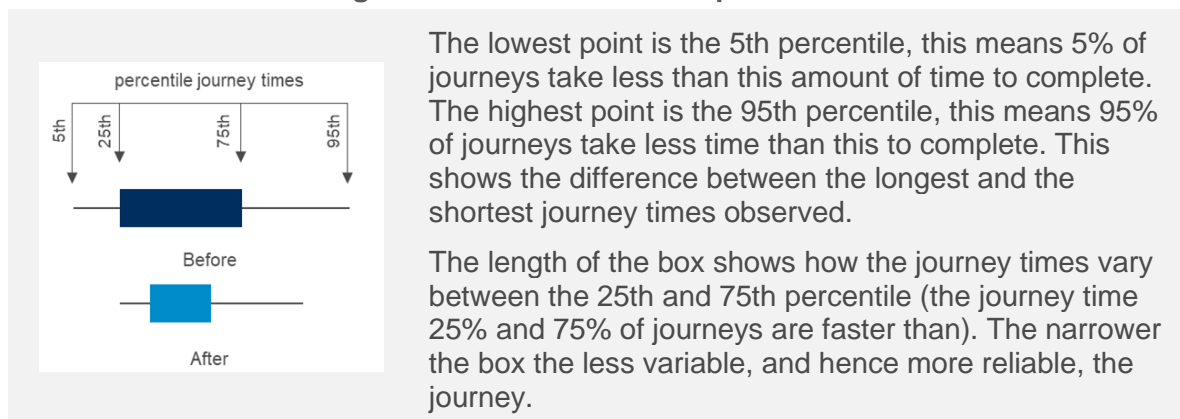 percentile journey times
5th
25th
75th
95th
Before
After
The lowest point is the 5th percentile, this means 5% of
journeys take less than this amount of time to complete.
The highest point is the 95th percentile, this means 95%
of journeys take less time than this to complete. This
shows the difference between the longest and the
shortest journey times observed.
The length of the box shows how the journey times vary
between the 25th and 75th percentile (the journey time
25% and 75% of journeys are faster than). The narrower
the box the less variable, and hence more reliable, the
journey.